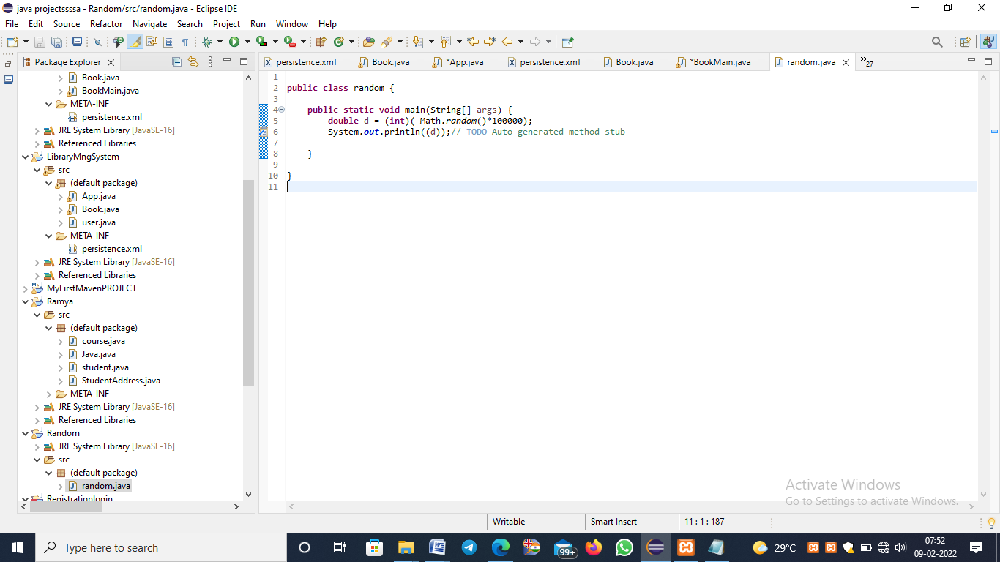 java projectssssa - Random/src/random.java - Eclipse IDE
File Edit Source Refactor Navigate Search Project Run Window Help
Package Explorer
persistence.xml Book.java *App.java persistence.xml Book.java *BookMain.java random.java 27
Book.java
BookMain.java
META-INF
persistence.xml
JRE System Library [JavaSE-16]
Referenced Libraries
LibraryMngSystem
src
(default package)
App.java
Book.java
user.java
META-INF
persistence.xml
JRE System Library [JavaSE-16]
Referenced Libraries
MyFirstMavenPROJECT
Ramya
src
(default package)
course.java
Java.java
student.java
StudentAddress.java
META-INF
JRE System Library [JavaSE-16]
Referenced Libraries
Random
JRE System Library [JavaSE-16]
src
(default package)
random.java
Registrationlogin
1
2 public class random {
3
4 public static void main(String[] args) {
5 double d = (int)( Math.random()*100000);
6 System.out.println((d));// TODO Auto-generated method stub
7
8 }
9
10 }
11
Activate Windows
Go to Settings to activate Windows.
Writable Smart Insert 11 : 1 : 187
Type here to search
99+
29°C
07:52
09-02-2022